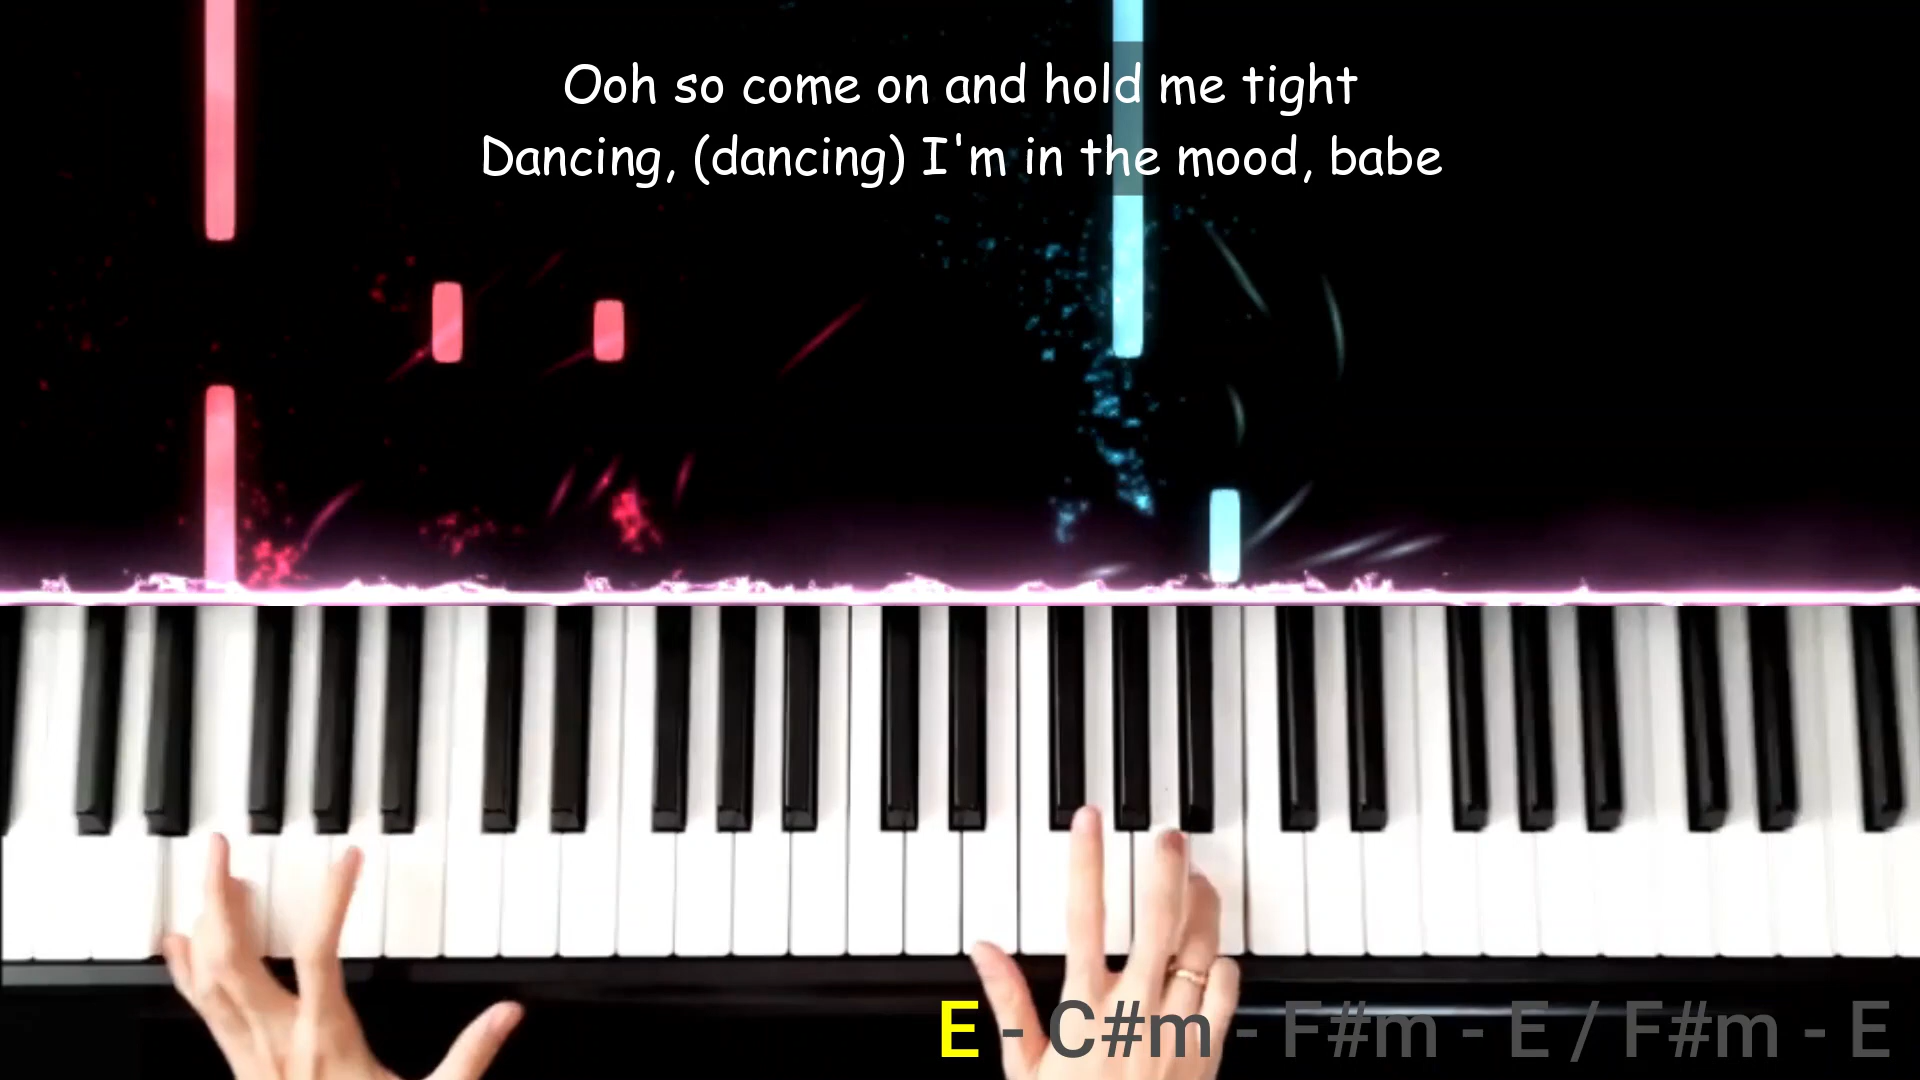 Ooh so come on and hold me tight
Dancing, (dancing) I'm in the mood, babe
E - C#m - F#m - E / F#m - E